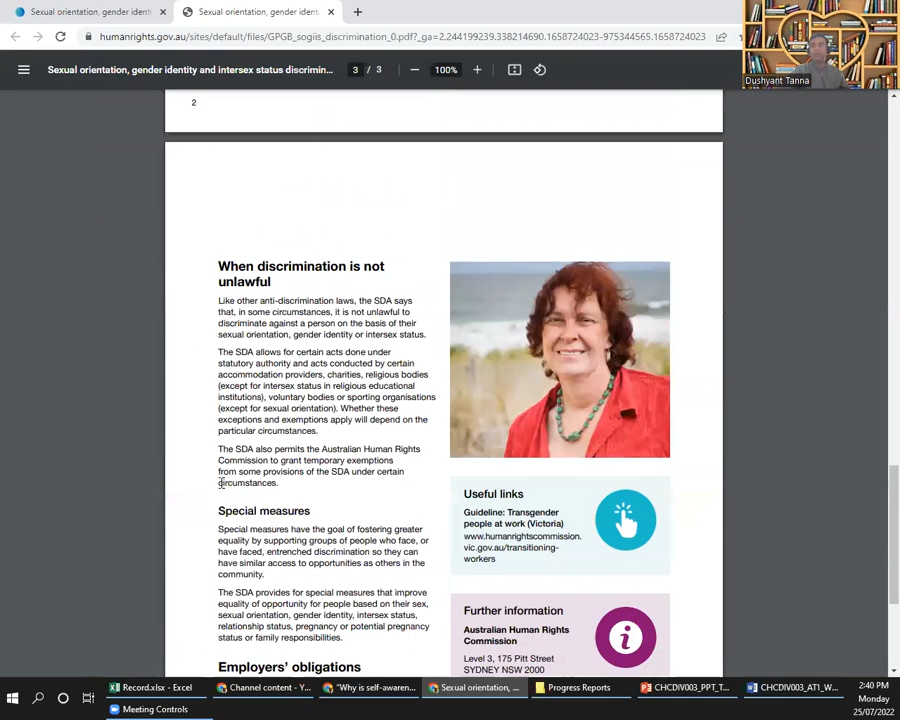 Sexual orientation, gender identi
Sexual orientation, gender ident
humanrights.gov.au/sites/default/files/GPGB_sogiis_discrimination_0.pdf?_ga=2.244199239.338214690.1658724023-975344565.1658724023
Sexual orientation, gender identity and intersex status discrimin...
3 / 3
100%
Dushyant Tanna
2
When discrimination is not
unlawful
Like other anti-discrimination laws, the SDA says
that, in some circumstances, it is not unlawful to
discriminate against a person on the basis of their
sexual orientation, gender identity or intersex status.
The SDA allows for certain acts done under
statutory authority and acts conducted by certain
accommodation providers, charities, religious bodies
(except for intersex status in religious educational
institutions), voluntary bodies or sporting organisations
(except for sexual orientation). Whether these
exceptions and exemptions apply will depend on the
particular circumstances.
The SDA also permits the Australian Human Rights
Commission to grant temporary exemptions
from some provisions of the SDA under certain
circumstances.
Special measures
Special measures have the goal of fostering greater
equality by supporting groups of people who face, or
have faced, entrenched discrimination so they can
have similar access to opportunities as others in the
community.
The SDA provides for special measures that improve
equality of opportunity for people based on their sex,
sexual orientation, gender identity, intersex status,
relationship status, pregnancy or potential pregnancy
status or family responsibilities.
Employers' obligations
Useful links
Guideline: Transgender
people at work (Victoria)
www.humanrightscommission.
vic.gov.au/transitioning-
workers
Further information
Australian Human Rights
Commission
Level 3, 175 Pitt Street
SYDNEY NSW 2000
Record.xlsx - Excel
Channel content - Y...
"Why is self-awaren...
Sexual orientation, ...
Progress Reports
CHCDIV003_PPT_T...
CHCDIV003_AT1_W...
2:40 PM
Monday
25/07/2022
Meeting Controls